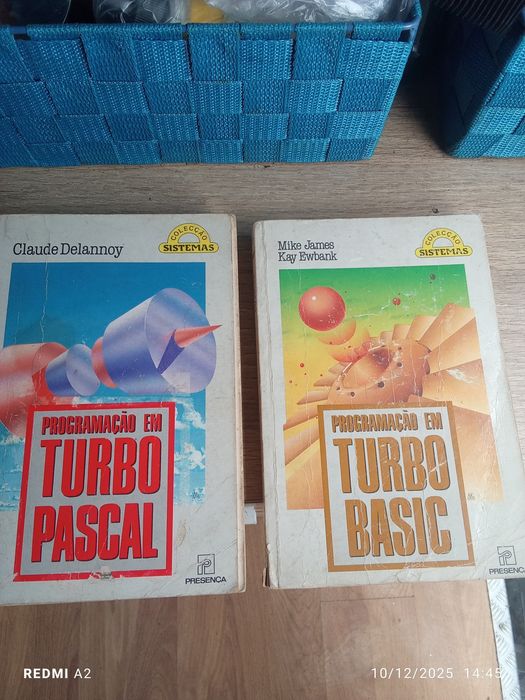 Claude Delannoy
COLECÇÃO
SISTEMAS
PROGRAMAÇÃO EM
TURBO
PASCAL
PRESENÇA
Mike James
Kay Ewbank
COLECÇÃO
SISTEMAS
PROGRAMAÇÃO EM
TURBO
BASIC
PRESENÇA
REDMI A2
10/12/2025 14:45